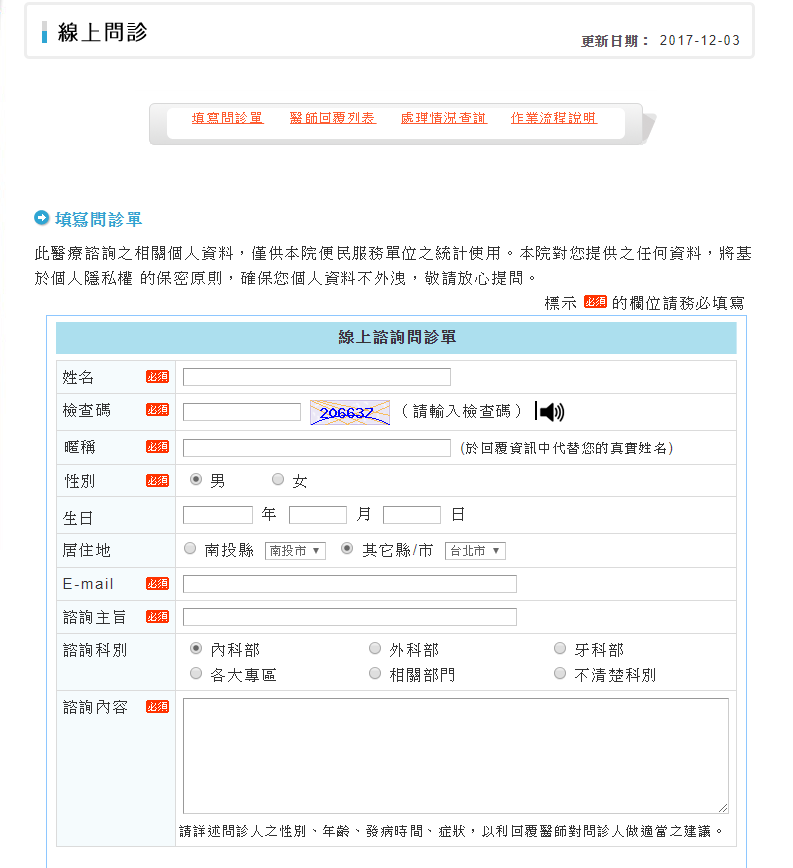 線上問診
更新日期： 2017-12-03
填寫問診單 醫師回覆列表 處理情況查詢 作業流程說明
填寫問診單
此醫療諮詢之相關個人資料，僅供本院便民服務單位之統計使用。本院對您提供之任何資料，將基
於個人隱私權 的保密原則，確保您個人資料不外洩，敬請放心提問。
標示 必須 的欄位請務必填寫
線上諮詢問診單
姓名 必須
檢查碼 必須 206637 （請輸入檢查碼）
暱稱 必須 (於回覆資訊中代替您的真實姓名)
性別 必須 男 女
生日 年 月 日
居住地 南投縣 南投市 其它縣/市 台北市
E-mail 必須
諮詢主旨 必須
諮詢科別 內科部 外科部 牙科部
各大專區 相關部門 不清楚科別
諮詢內容 必須
請詳述問診人之性別、年齡、發病時間、症狀，以利回覆醫師對問診人做適當之建議。